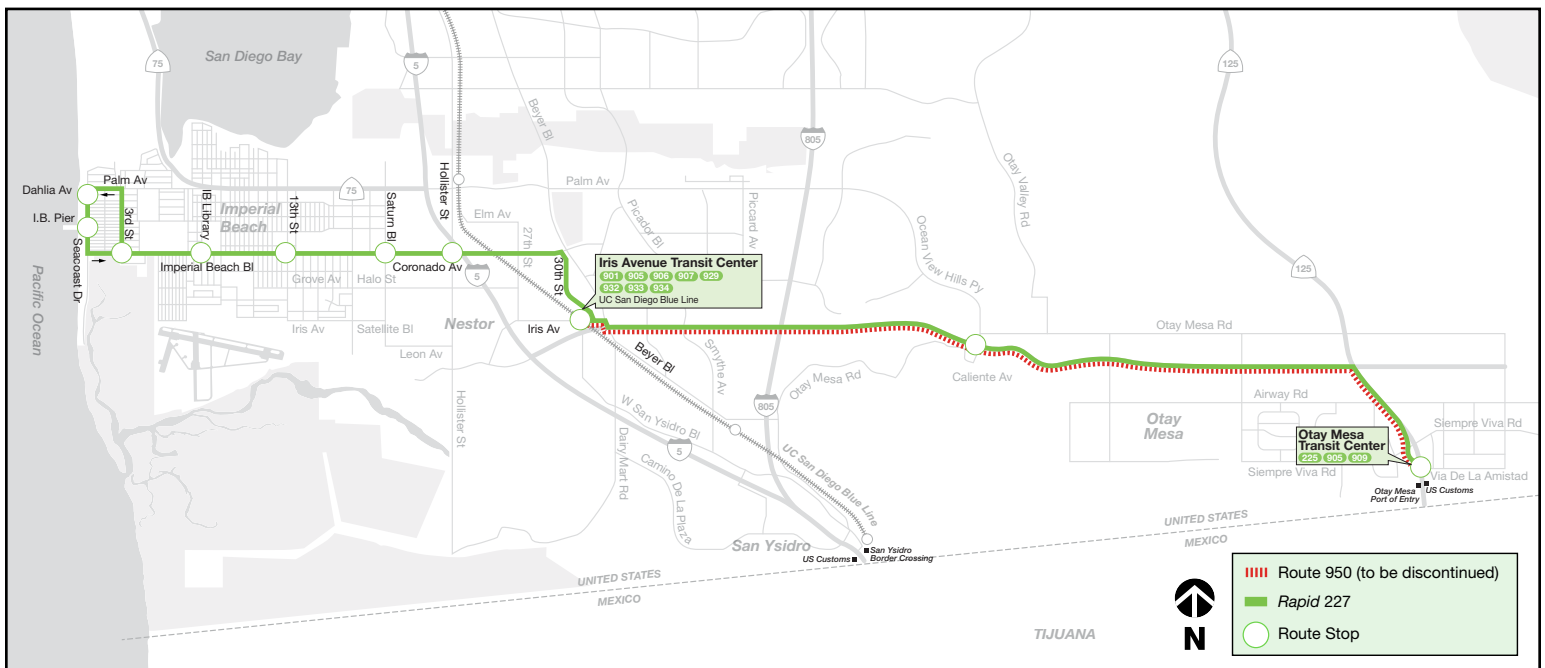 San Diego Bay
75
5
125
805
Beyer Bl
Hollister St
Otay Valley Rd
Dahlia Av
Palm Av
75
Palm Av
I.B. Pier
3rd St
IB Library
Imperial
Beach
13th St
Saturn Bl
Elm Av
27th St
Picador Bl
Piccard Av
Ocean View Hills Py
Seacoast Dr
Imperial Beach Bl
Coronado Av
30th St
Pacific Ocean
Grove Av
Halo St
5
Iris Avenue Transit Center
901 905 906 907 929
932 933 934
UC San Diego Blue Line
125
Iris Av
Satellite Bl
Nestor
Iris Av
Otay Mesa Rd
Leon Av
Beyer Bl
Smythe Av
Otay Mesa Rd
Caliente Av
Airway Rd
805
Hollister St
W San Ysidro Bl
Otay
Mesa
Siempre Viva Rd
Otay Mesa
Transit Center
225 905 909
Dairy Mart Rd
5
Camino De La Plaza
UC San Diego Blue Line
Siempre Viva Rd
Via De La Amistad
Otay Mesa
Port of Entry
US Customs
San Ysidro
US Customs
San Ysidro
Border Crossing
UNITED STATES
MEXICO
UNITED STATES
MEXICO
TIJUANA
N
Route 950 (to be discontinued)
Rapid 227
Route Stop